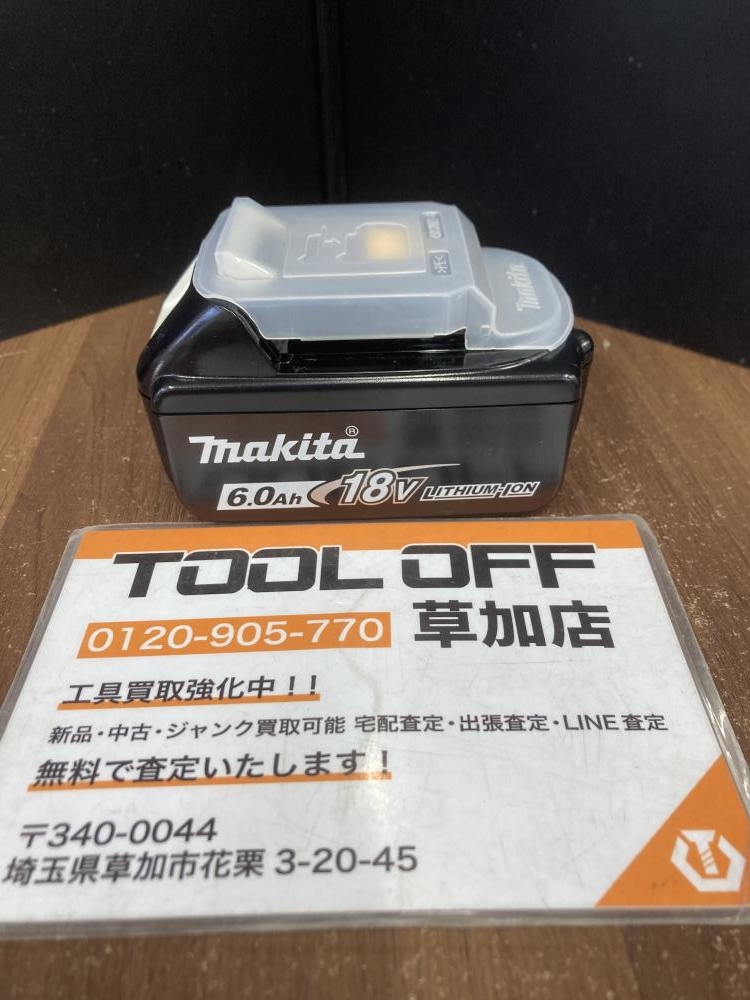 makita®
6.0Ah 18V LITHIUM-ION
TOOL OFF
0120-905-770 草加店
工具買取強化中!!
新品・中古・ジャンク買取可能 宅配査定・出張査定・LINE査定
無料で査定いたします!
〒340-0044
埼玉県草加市花栗 3-20-45